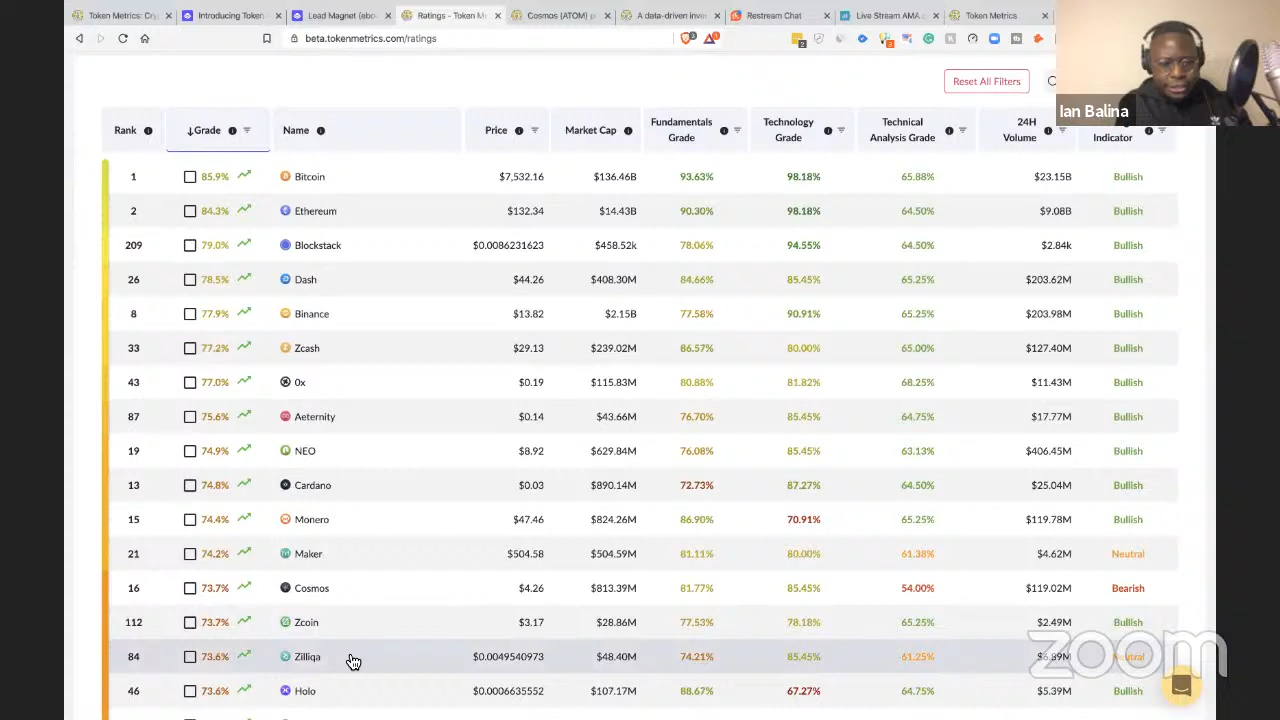 Token Metrics: Cry
Introducing Token
Lead Magnet (ebo
Ratings - Token M
Cosmos (ATOM) p
A data-driven inve
Restream Chat
Live Stream AMA
Token Metrics
beta.tokenmetrics.com/ratings
Reset All Filters
Ian Balina
Rank Grade Name Price Market Cap Fundamentals Grade Technology Grade Technical Analysis Grade 24H Volume Indicator
1 85.9% Bitcoin $7,532.16 $136.46B 93.63% 98.18% 65.88% $23.15B Bullish
2 84.3% Ethereum $132.34 $14.43B 90.30% 98.18% 64.50% $9.08B Bullish
209 79.0% Blockstack $0.0086231623 $458.52k 78.06% 94.55% 64.50% $2.84k Bullish
26 78.5% Dash $44.26 $408.30M 84.66% 85.45% 65.25% $203.62M Bullish
8 77.9% Binance $13.82 $2.15B 77.58% 90.91% 65.25% $203.98M Bullish
33 77.2% Zcash $29.13 $239.02M 86.57% 80.00% 65.00% $127.40M Bullish
43 77.0% 0x $0.19 $115.83M 80.88% 81.82% 68.25% $11.43M Bullish
87 75.6% Aeternity $0.14 $43.66M 76.70% 85.45% 64.75% $17.77M Bullish
19 74.9% NEO $8.92 $629.84M 76.08% 85.45% 63.13% $406.45M Bullish
13 74.8% Cardano $0.03 $890.14M 72.73% 87.27% 64.50% $25.04M Bullish
15 74.4% Monero $47.46 $824.26M 86.90% 70.91% 65.25% $119.78M Bullish
21 74.2% Maker $504.58 $504.59M 81.11% 80.00% 61.38% $4.62M Neutral
16 73.7% Cosmos $4.26 $813.39M 81.77% 85.45% 54.00% $119.02M Bearish
112 73.7% Zcoin $3.17 $28.86M 77.53% 78.18% 65.25% $2.49M Bullish
84 73.6% Zilliqa $0.0049540973 $48.40M 74.21% 85.45% 61.25% $6.89M Neutral
46 73.6% Holo $0.0006635552 $107.17M 88.67% 67.27% 64.75% $5.39M Bullish
zoom